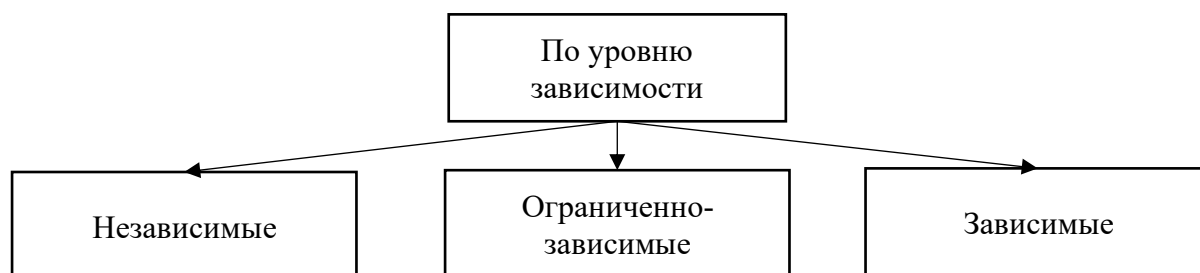 По уровню
зависимости
Независимые
Ограниченно-
зависимые
Зависимые